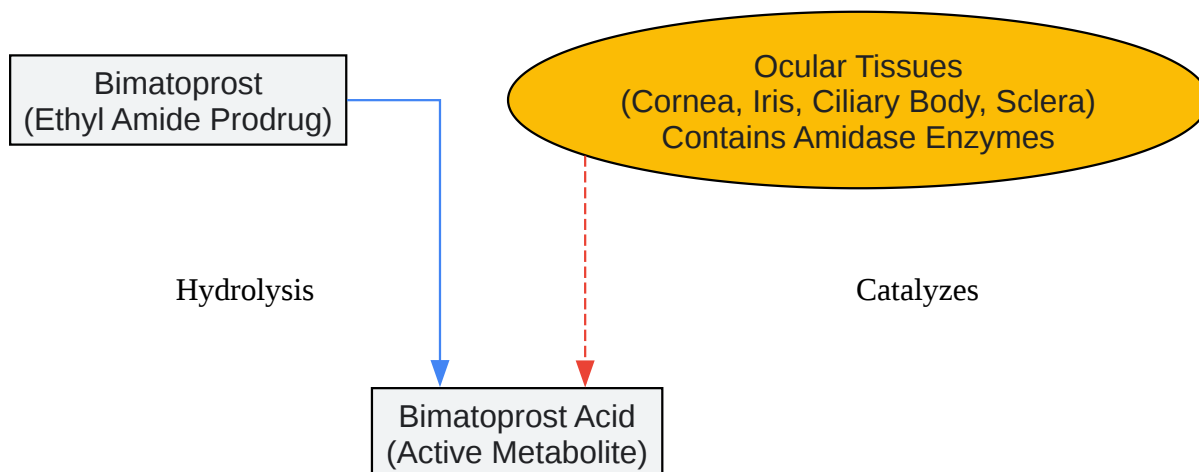 Bimatoprost
(Ethyl Amide Prodrug)
Ocular Tissues
(Cornea, Iris, Ciliary Body, Sclera)
Contains Amidase Enzymes
Hydrolysis
Catalyzes
Bimatoprost Acid
(Active Metabolite)